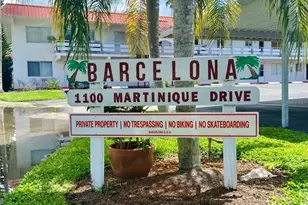 BARCELONA
1100 MARTINIQUE DRIVE
PRIVATE PROPERTY | NO TRESPASSING | NO BIKING | NO SKATEBOARDING